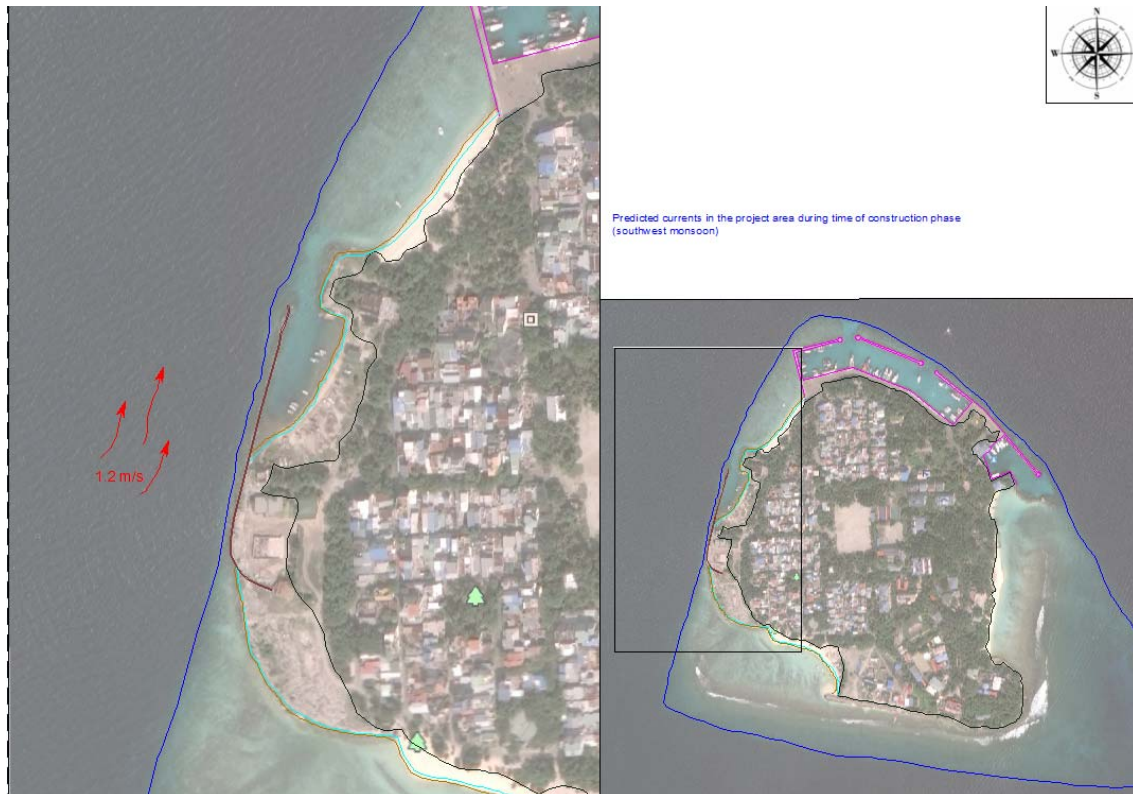 N
W
S
Predicted currents in the project area during time of construction phase
(southwest monsoon)
1.2 m/s